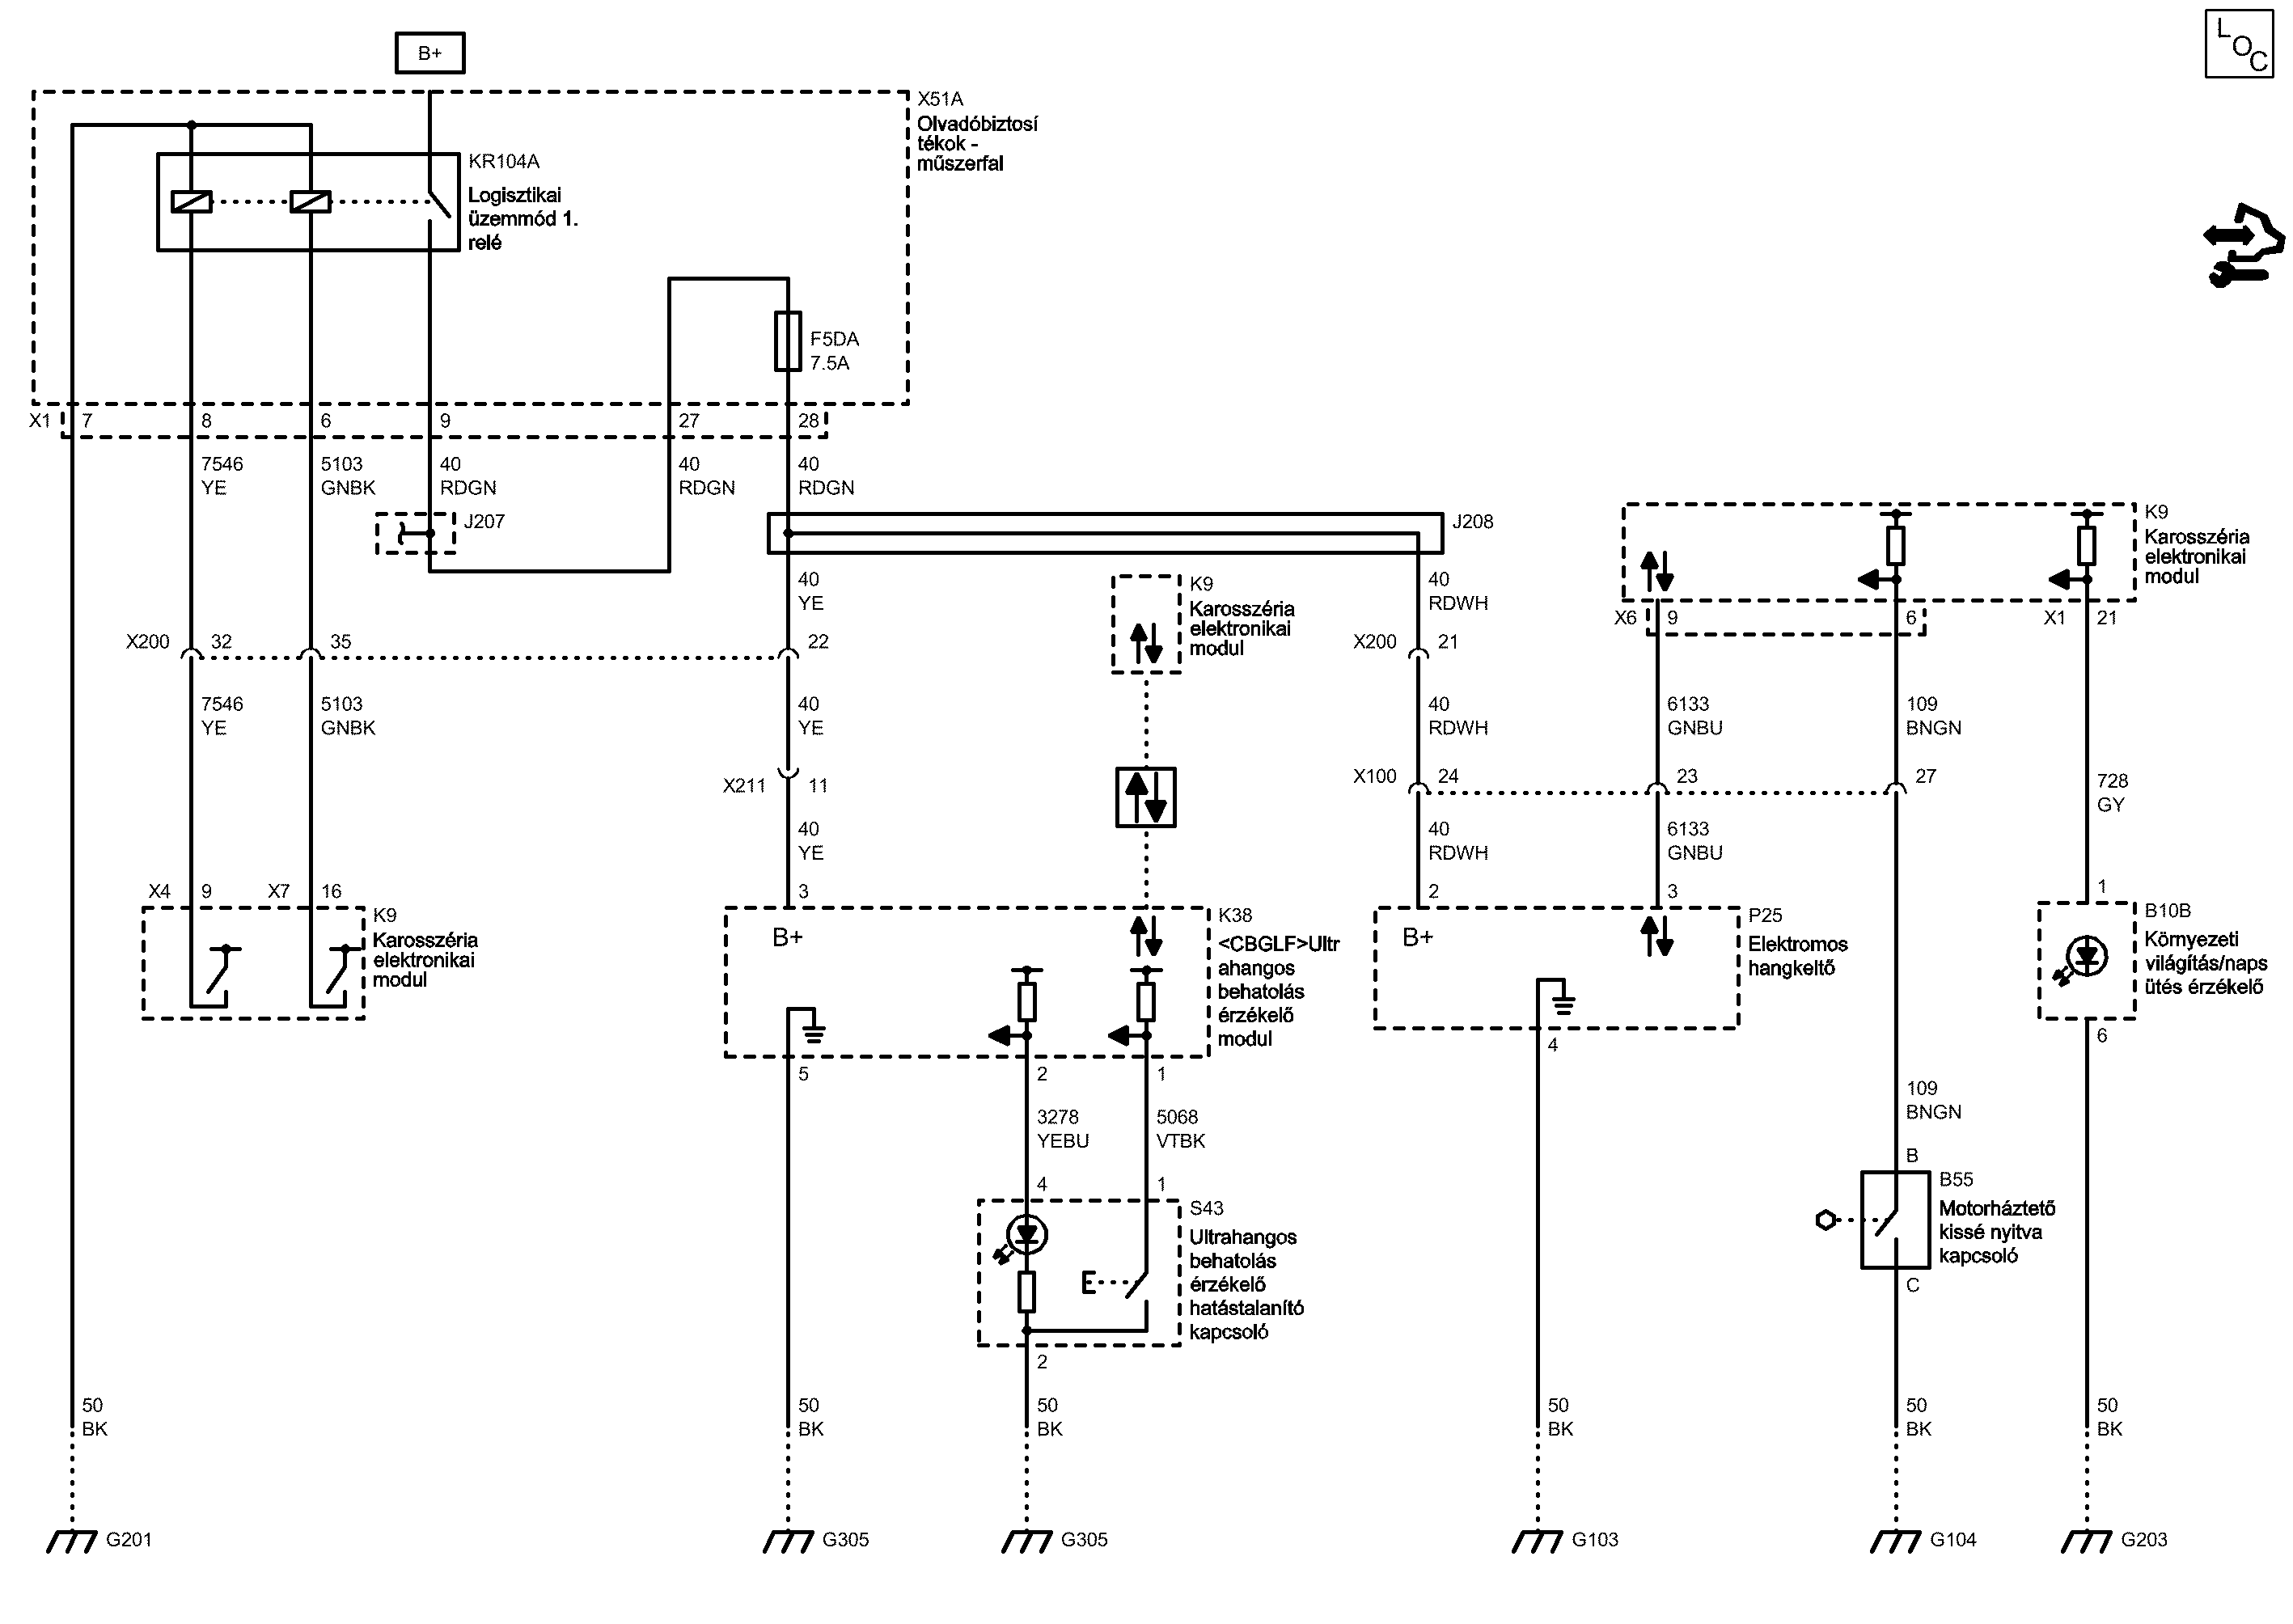 B+
L
O
C
X51A
Olvadóbiztosí
tékok -
műszerfal
KR104A
Logisztikai
üzemmód 1.
relé
F5DA
7.5A
X1 7 8 6 9 27 28
7546 5103 40 40 40
YE GNBK RDGN RDGN RDGN
J207
J208
K9
Karosszéria
elektronikai
modul
K9
Karosszéria
elektronikai
modul
40
YE
40
RDWH
X6 9 6 X1 21
X200 32 35 22 X200 21
7546 5103 40 40 6133 109
YE GNBK YE RDWH GNBU BNGN
X211 11 X100 24 23 27
728
GY
40 40 6133
YE RDWH GNBU
X4 9 X7 16 3 2 3 1
K9
Karosszéria
elektronikai
modul
B+
K38
<CBGLF>Ultr
ahangos
behatolás
érzékelő
modul
B+
P25
Elektromos
hangkeltő
B10B
Környezeti
világítás/naps
ütés érzékelő
5 2 1 4 6
3278 5068 109
YEBU VTBK BNGN
4 1 B
S43
Ultrahangos
behatolás
érzékelő
hatástalanító
kapcsoló
B55
Motorháztető
kissé nyitva
kapcsoló
C
2
50 50 50 50 50 50
BK BK BK BK BK BK
G201 G305 G305 G103 G104 G203